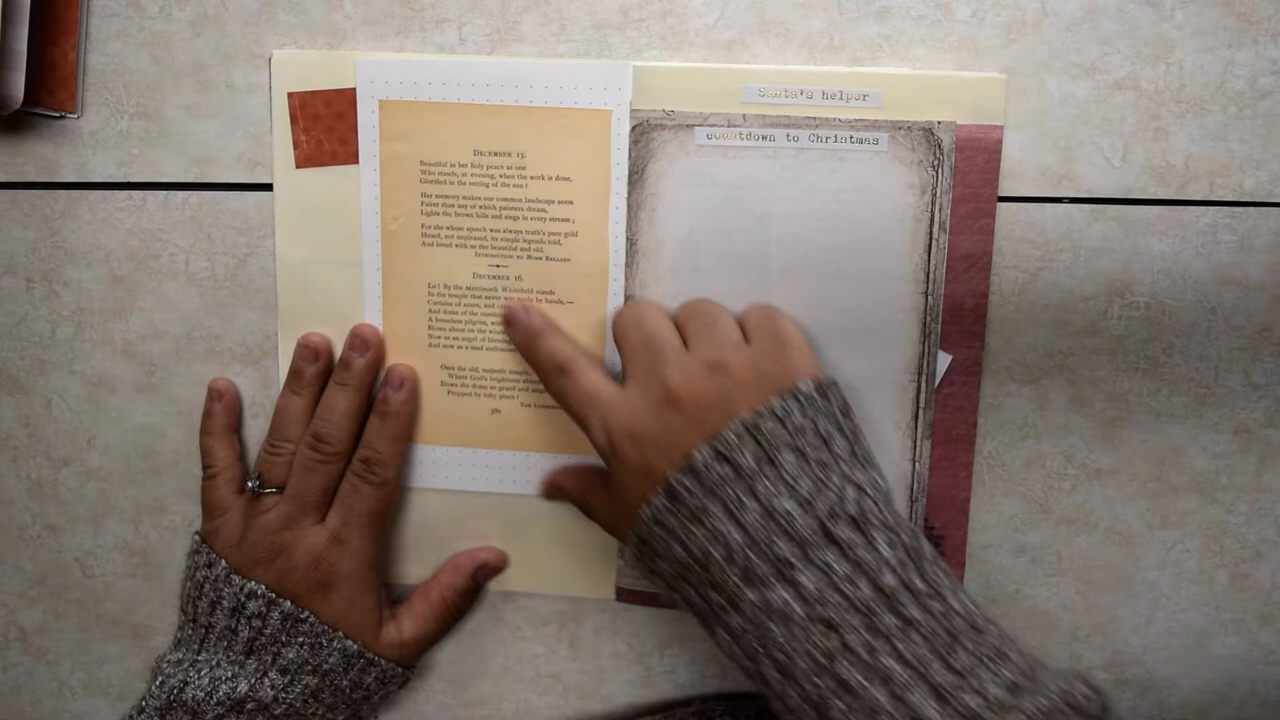 DECEMBER 15.
Beautiful in her holy peace as one
Who stands, at evening, when the work is done,
Glorified in the setting of the sun!
Her memory makes our common landscape seem
Fairer than any of which painters dream,
Lights the brown hills and sings in every stream;
For she whose speech was always truth's pure gold
Heard, not unpleased, its simple legends told,
And loved with us the beautiful and old.
INTRODUCTION TO HOME BALLADS.
DECEMBER 16.
Lo! By the Merrimack Whitefield stands
In the temple that never was made by hands,—
Curtains of azure, and
And dome of the sunshine
A homeless pilgrim, with
Blown about on the
Now as an angel of blessing
And now as a mad enthusiast
Over the old, majestic temple,
Where God's brightness
Down the dome so grand and
Propped by lofty pines!
THE
380
Santa's helper
countdown to Christmas